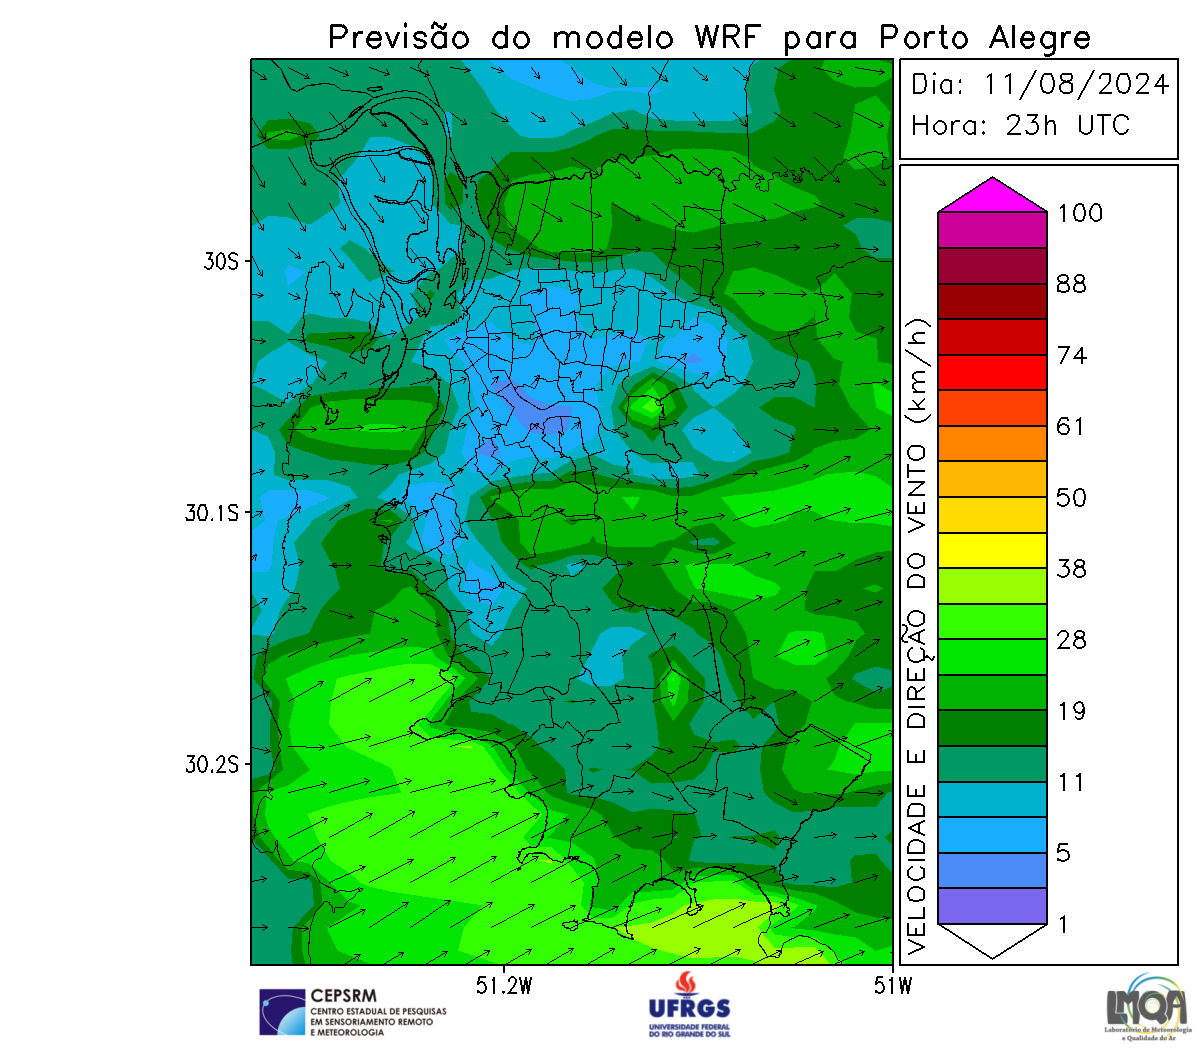 Previsão do modelo WRF para Porto Alegre
Dia: 11/08/2024
Hora: 23h UTC
30S
30.1S
30.2S
51.2W
51W
VELOCIDADE E DIREÇÃO DO VENTO (km/h)
100
88
74
61
50
38
28
19
11
5
1
CEPSRM
CENTRO ESTADUAL DE PESQUISAS
EM SENSORIAMENTO REMOTO
E METEOROLOGIA
UFRGS
UNIVERSIDADE FEDERAL
DO RIO GRANDE DO SUL
LMQA
Laboratório de Meteorologia
e Qualidade do Ar